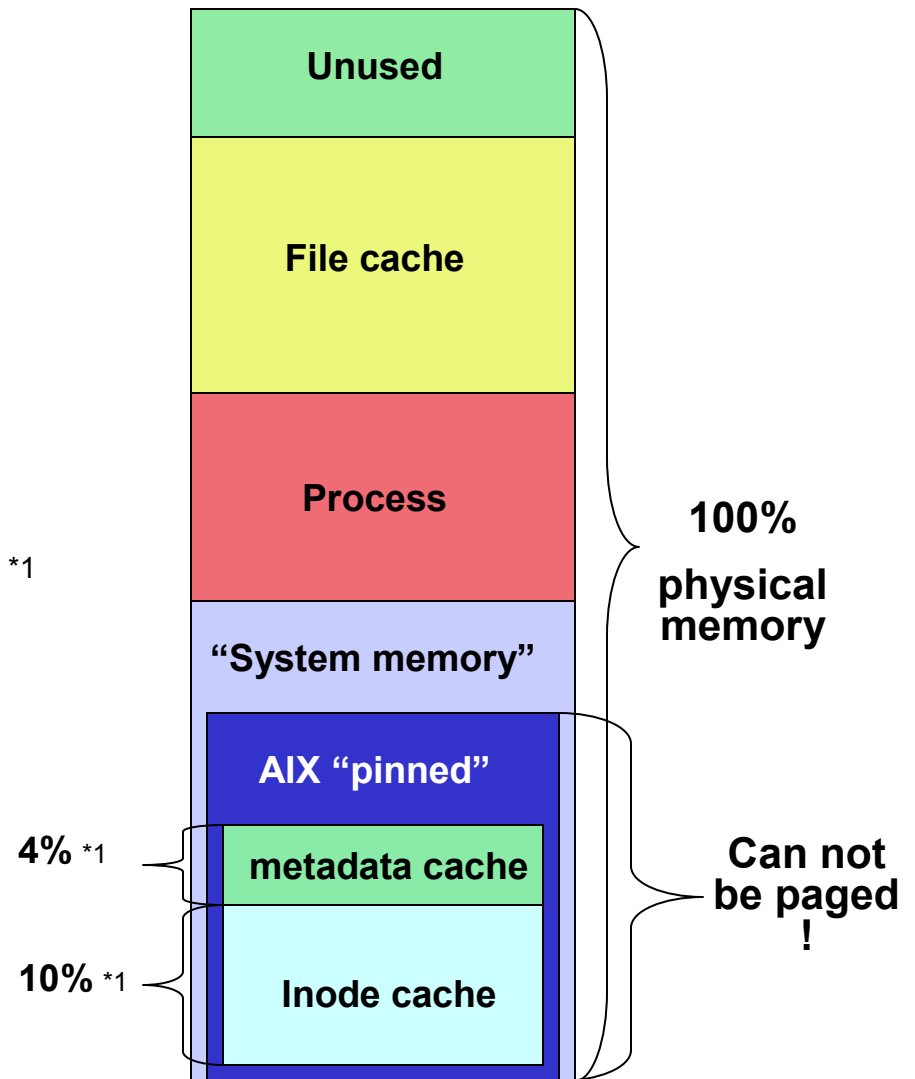 Unused
File cache
Process
100%
physical
memory
*1
“System memory”
AIX “pinned”
4% *1
metadata cache
Can not
be paged
!
10% *1
Inode cache